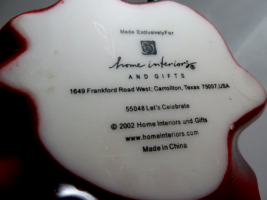 Made Exclusively For
home interiors
AND GIFTS
1649 Frankford Road West; Carrollton, Texas 75007, USA
55048 Let's Celebrate
© 2002 Home Interiors and Gifts
www.homeinteriors.com
Made in China